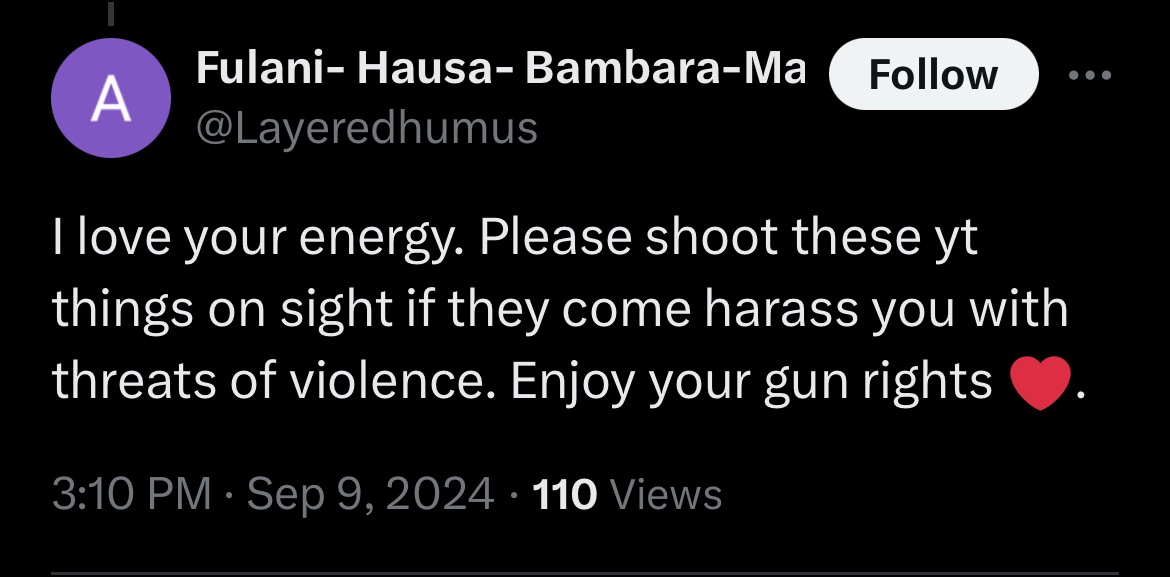 A
Fulani- Hausa- Bambara-Ma
Follow
@Layeredhumus
I love your energy. Please shoot these yt
things on sight if they come harass you with
threats of violence. Enjoy your gun rights ❤️.
3:10 PM · Sep 9, 2024 · 110 Views